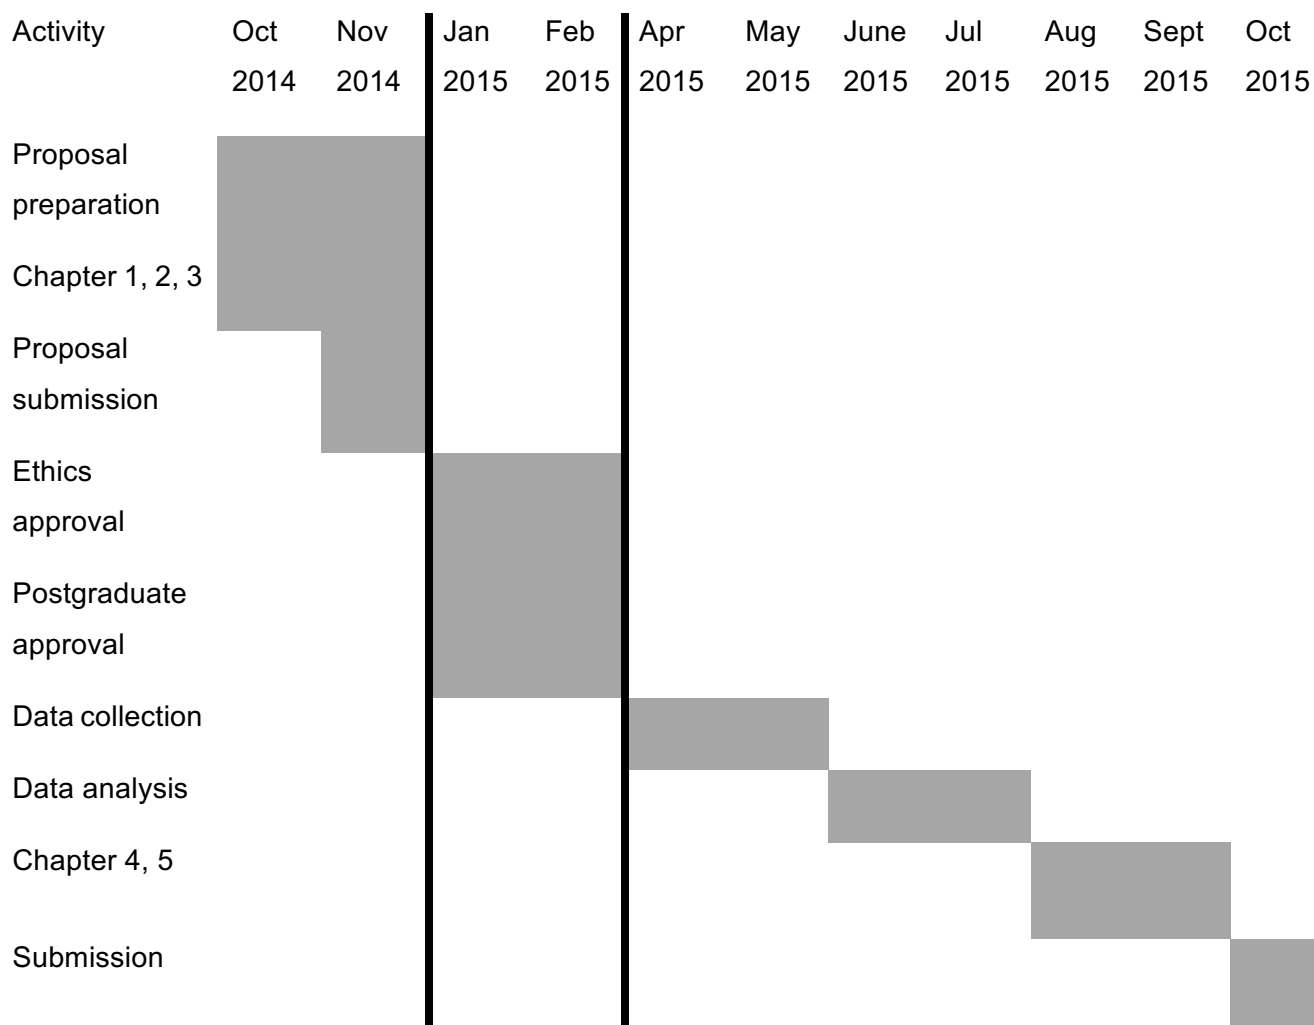 Activity Oct Nov Jan Feb Apr May June Jul Aug Sept Oct
2014 2014 2015 2015 2015 2015 2015 2015 2015 2015 2015
Proposal
preparation
Chapter 1, 2, 3
Proposal
submission
Ethics
approval
Postgraduate
approval
Data collection
Data analysis
Chapter 4, 5
Submission